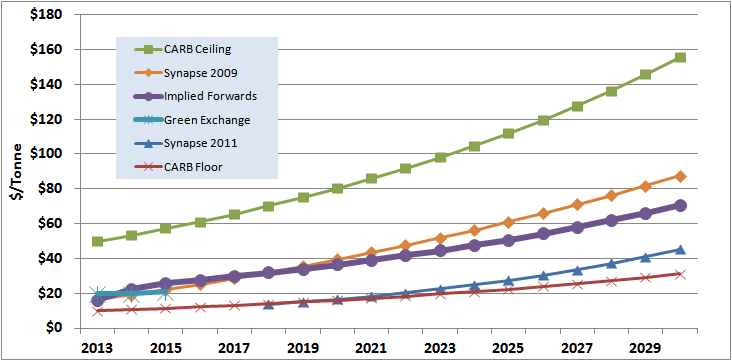 $180
$160
$140
$120
$100
$80
$60
$40
$20
$0
$/Tonne
CARB Ceiling
Synapse 2009
Implied Forwards
Green Exchange
Synapse 2011
CARB Floor
2013 2015 2017 2019 2021 2023 2025 2027 2029